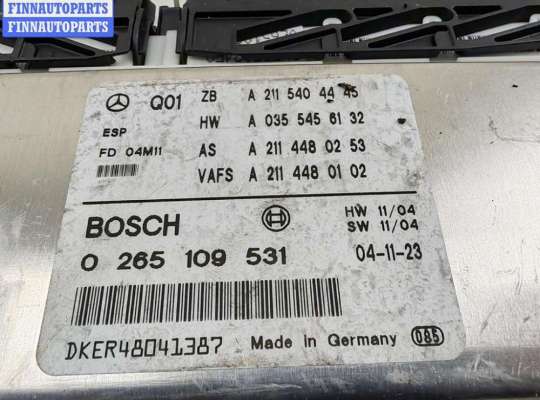 FINNAUTOPARTS
FINNAUTOPARTS
FINNAUTOPARTS
Q01 ZB A 211 540 44 45
HW A 035 545 61 32
ESP
FD 04M11 AS A 211 448 02 53
VAFS A 211 448 01 02
BOSCH HW 11/04
SW 11/04
0 265 109 531 04-11-23
DKER48041387 Made in Germany 085